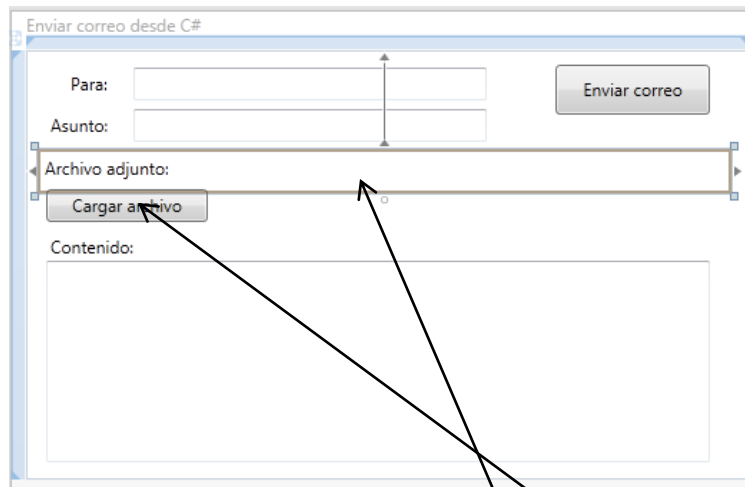 Enviar correo desde C#
Para:
Enviar correo
Asunto:
Archivo adjunto:
Cargar archivo
Contenido: